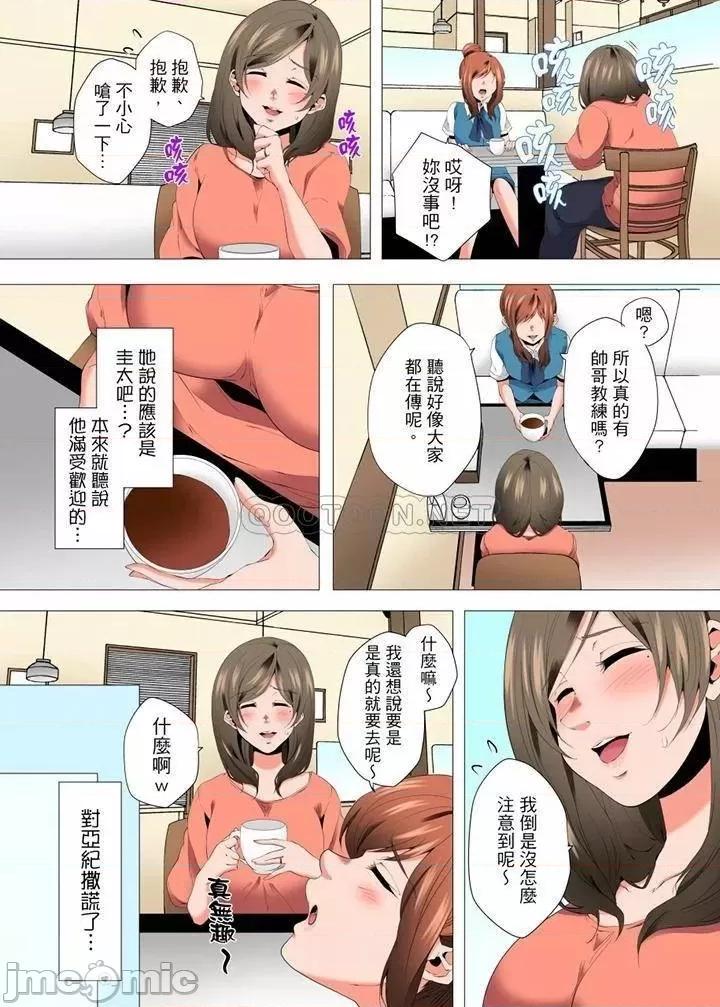 咳咳
咳咳
咳咳
哎呀！
妳沒事吧!?
抱歉、
抱歉，
不小心
嗆了一下…
咳咳
咳咳
嗯？
所以真的有
帥哥教練嗎？
聽說好像大家
都在傳呢。
她說的應該是
圭太吧…？
本來就聽說
他滿受歡迎的…
QOCTOON.NET
我倒是沒怎麼
注意到呢～
什麼嘛～
我還想說要是
是真的就要去呢～
真無趣～
什麼啊w
對亞紀撒謊了…
jmcomic